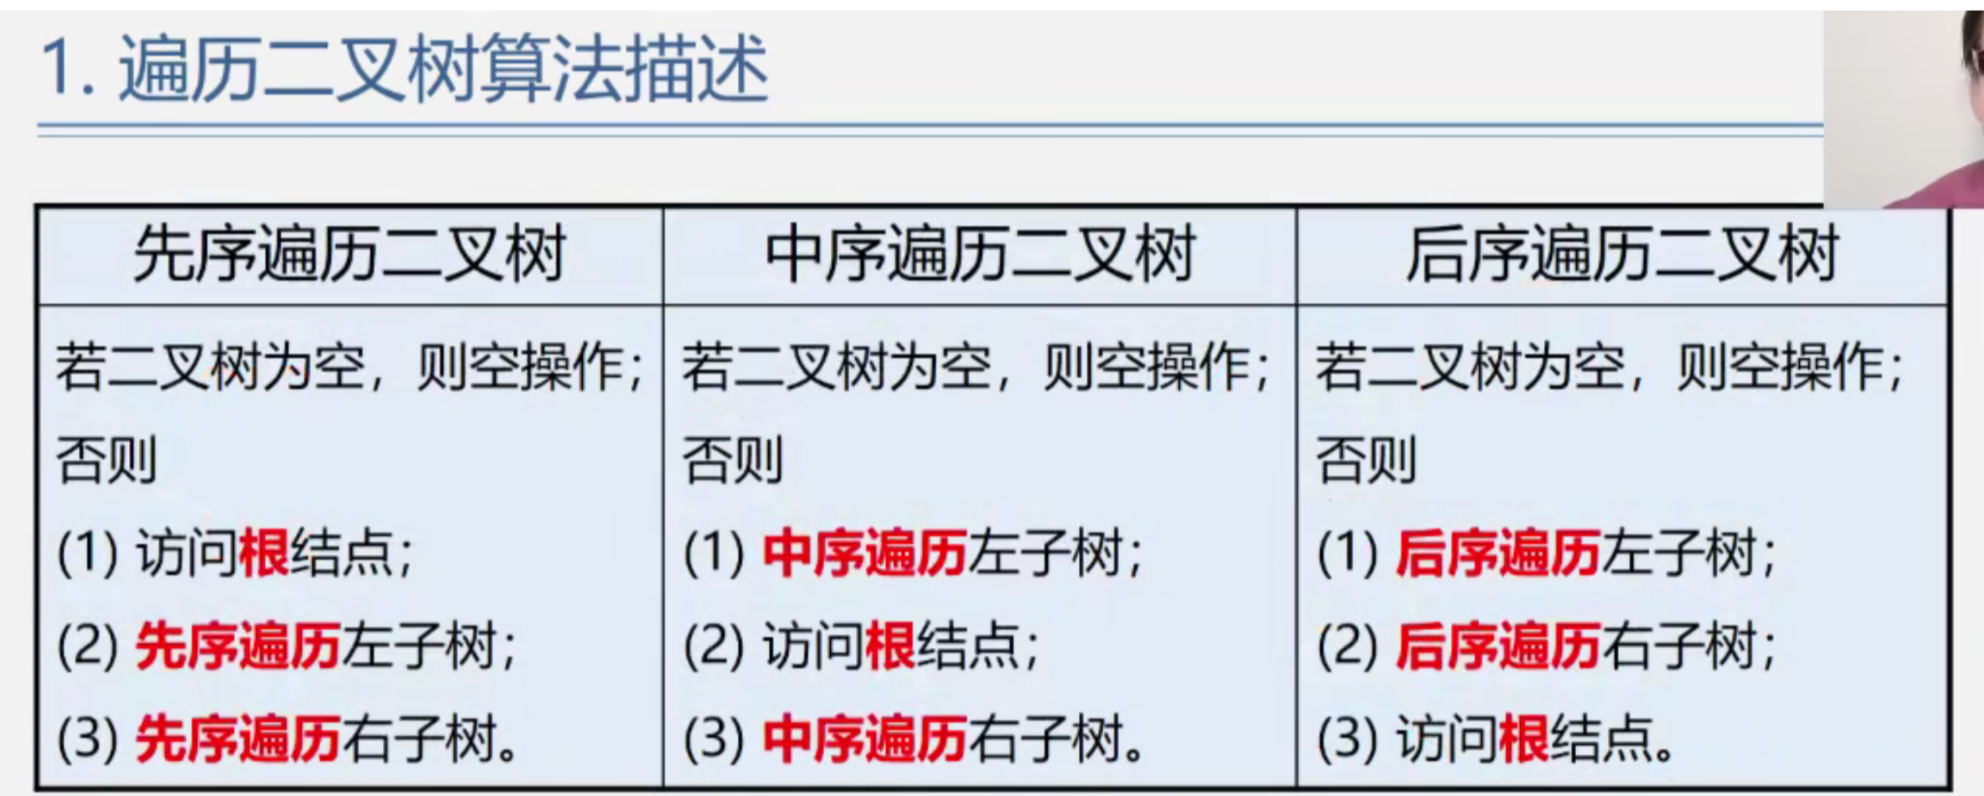 1. 遍历二叉树算法描述
先序遍历二叉树
中序遍历二叉树
后序遍历二叉树
若二叉树为空，则空操作；
否则
(1) 访问根结点；
(2) 先序遍历左子树；
(3) 先序遍历右子树。
若二叉树为空，则空操作；
否则
(1) 中序遍历左子树；
(2) 访问根结点；
(3) 中序遍历右子树。
若二叉树为空，则空操作；
否则
(1) 后序遍历左子树；
(2) 后序遍历右子树；
(3) 访问根结点。